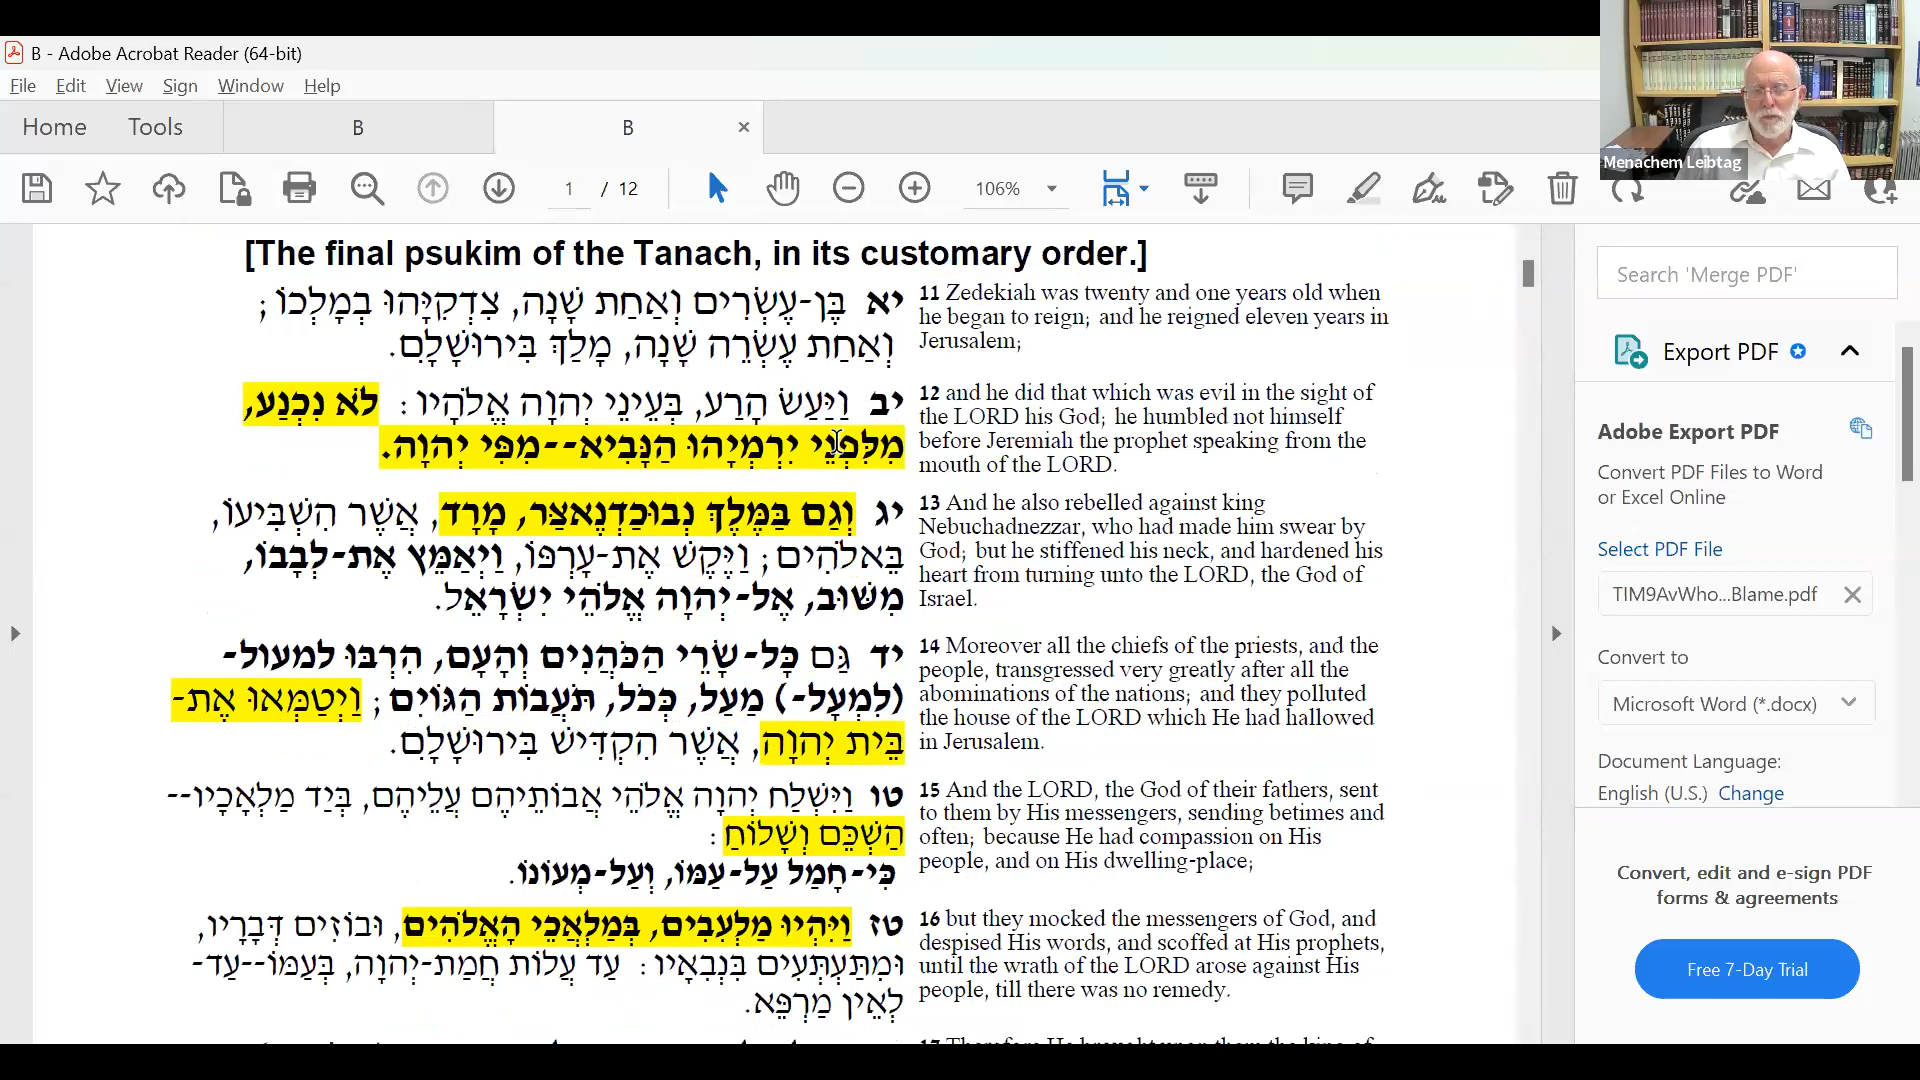 B - Adobe Acrobat Reader (64-bit)
File Edit View Sign Window Help
Home Tools B B
1 / 12 106%
Menachem Leibtag
[The final psukim of the Tanach, in its customary order.]
יא בֶּן-עֶשְׂרִים וְאַחַת שָׁנָה, צִדְקִיָּהוּ בְמָלְכוֹ ;
וְאַחַת עֶשְׂרֵה שָׁנָה, מָלַךְ בִּירוּשָׁלִָם.
יב וַיַּעַשׂ הָרַע, בְּעֵינֵי יְהוָה אֱלֹהָיו : לֹא נִכְנַע,
מִלִּפְנֵי יִרְמְיָהוּ הַנָּבִיא--מִפִּי יְהוָה.
יג וְגַם בַּמֶּלֶךְ נְבוּכַדְנֶאצַּר, מָרָד, אֲשֶׁר הִשְׁבִּיעוֹ,
בֵּאלֹהִים ; וַיֶּקֶשׁ אֶת-עָרְפּוֹ, וַיְאַמֵּץ אֶת-לְבָבוֹ,
מִשּׁוּב, אֶל-יְהוָה אֱלֹהֵי יִשְׂרָאֵל.
יד גַּם כָּל-שָׂרֵי הַכֹּהֲנִים וְהָעָם, הִרְבּוּ למעול-
(לִמְעָל-) מַעַל, כְּכֹל, תֹּעֲבוֹת הַגּוֹיִם ; וַיְטַמְּאוּ אֶת-
בֵּית יְהוָה, אֲשֶׁר הִקְדִּישׁ בִּירוּשָׁלִָם.
טו וַיִּשְׁלַח יְהוָה אֱלֹהֵי אֲבוֹתֵיהֶם עֲלֵיהֶם, בְּיַד מַלְאָכָיו--
הַשְׁכֵּם וְשָׁלוֹחַ :
כִּי-חָמַל עַל-עַמּוֹ, וְעַל-מְעוֹנוֹ.
טז וַיִּהְיוּ מַלְעִבִים, בְּמַלְאֲכֵי הָאֱלֹהִים, וּבוֹזִים דְּבָרָיו,
וּמִתַּעְתְּעִים בִּנְבִאָיו : עַד עֲלוֹת חֲמַת-יְהוָה, בְּעַמּוֹ--עַד-
לְאֵין מַרְפֵּא.
11 Zedekiah was twenty and one years old when
he began to reign; and he reigned eleven years in
Jerusalem;
12 and he did that which was evil in the sight of
the LORD his God; he humbled not himself
before Jeremiah the prophet speaking from the
mouth of the LORD.
13 And he also rebelled against king
Nebuchadnezzar, who had made him swear by
God; but he stiffened his neck, and hardened his
heart from turning unto the LORD, the God of
Israel.
14 Moreover all the chiefs of the priests, and the
people, transgressed very greatly after all the
abominations of the nations; and they polluted
the house of the LORD which He had hallowed
in Jerusalem.
15 And the LORD, the God of their fathers, sent
to them by His messengers, sending betimes and
often; because He had compassion on His
people, and on His dwelling-place;
16 but they mocked the messengers of God, and
despised His words, and scoffed at His prophets,
until the wrath of the LORD arose against His
people, till there was no remedy.
17 Therefore He brought upon them the king of
Search 'Merge PDF'
Export PDF
Adobe Export PDF
Convert PDF Files to Word
or Excel Online
Select PDF File
TIM9AvWho...Blame.pdf
Convert to
Microsoft Word (*.docx)
Document Language:
English (U.S.) Change
Convert, edit and e-sign PDF
forms & agreements
Free 7-Day Trial